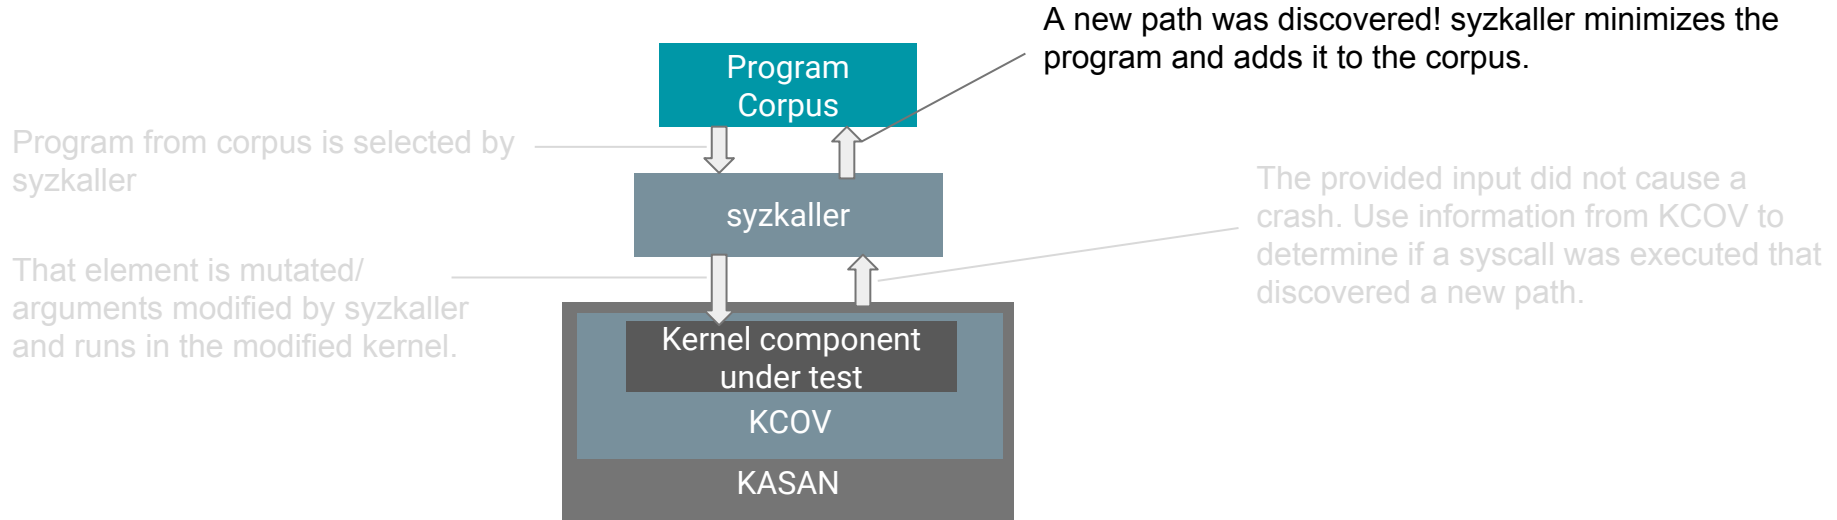 A new path was discovered! syzkaller minimizes the
program and adds it to the corpus.
Program
Corpus
Program from corpus is selected by
syzkaller
The provided input did not cause a
crash. Use information from KCOV to
determine if a syscall was executed that
discovered a new path.
syzkaller
That element is mutated/
arguments modified by syzkaller
and runs in the modified kernel.
Kernel component
under test
KCOV
KASAN